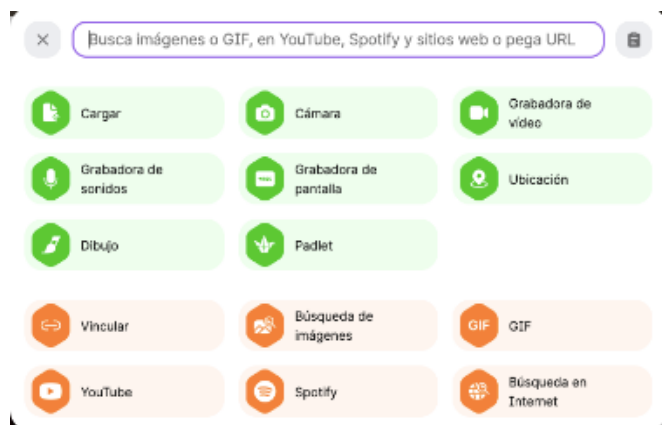 Busca imágenes o GIF, en YouTube, Spotify y sitios web o pega URL
Cargar
Cámara
Grabadora de
vídeo
Grabadora de
sonidos
Grabadora de
pantalla
Ubicación
Dibujo
Padlet
Vincular
Búsqueda de
imágenes
GIF
GIF
YouTube
Spotify
Búsqueda en
Internet